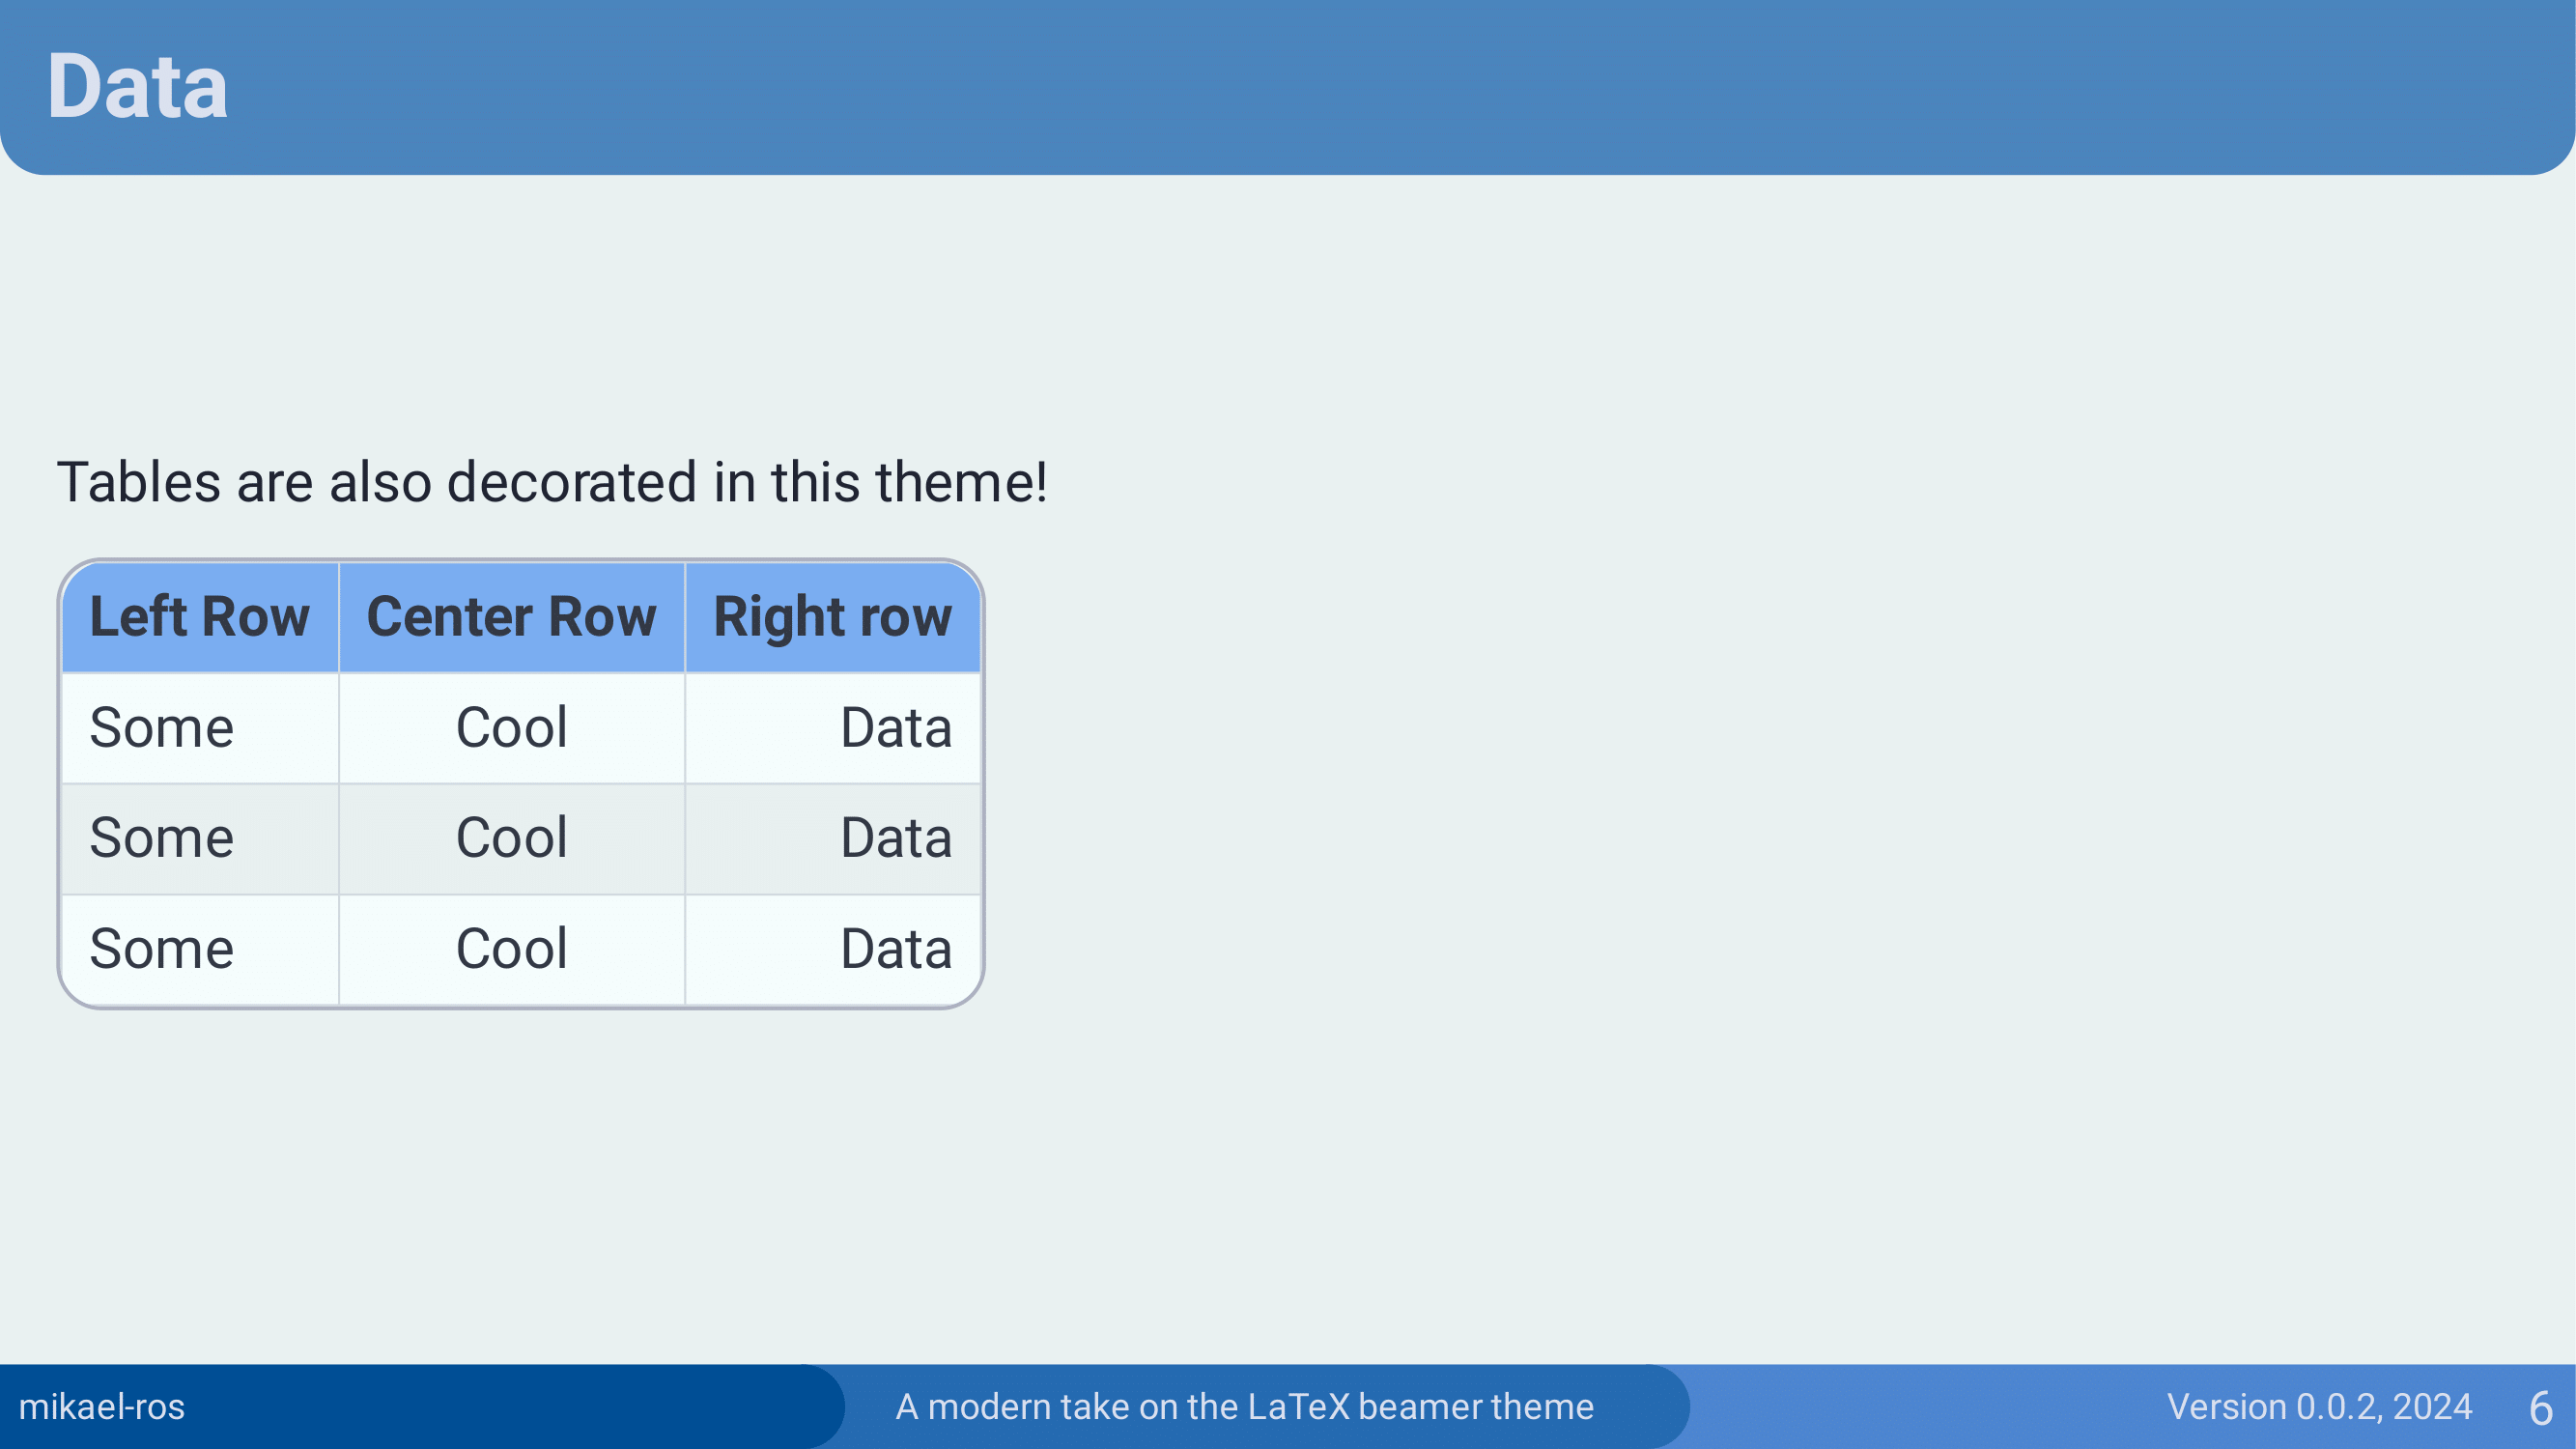 Data
Tables are also decorated in this theme!
Left Row Center Row Right row
Some Cool Data
Some Cool Data
Some Cool Data
mikael-ros A modern take on the LaTeX beamer theme Version 0.0.2, 2024 6